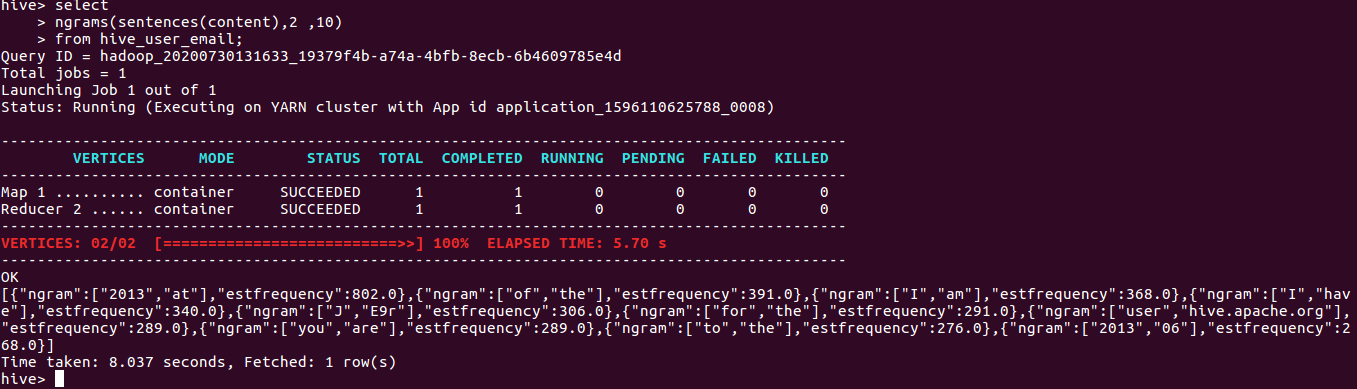 hive> select
    > ngrams(sentences(content),2 ,10)
    > from hive_user_email;
Query ID = hadoop_20200730131633_19379f4b-a74a-4bfb-8ecb-6b4609785e4d
Total jobs = 1
Launching Job 1 out of 1
Status: Running (Executing on YARN cluster with App id application_1596110625788_0008)
----------------------------------------------------------------------------------------------
VERTICES MODE STATUS TOTAL COMPLETED RUNNING PENDING FAILED KILLED
----------------------------------------------------------------------------------------------
Map 1 .......... container SUCCEEDED 1 1 0 0 0 0
Reducer 2 ...... container SUCCEEDED 1 1 0 0 0 0
----------------------------------------------------------------------------------------------
VERTICES: 02/02 [==========================>>] 100% ELAPSED TIME: 5.70 s
----------------------------------------------------------------------------------------------
OK
[{"ngram":["2013","at"],"estfrequency":802.0},{"ngram":["of","the"],"estfrequency":391.0},{"ngram":["I","am"],"estfrequency":368.0},{"ngram":["I","hav
e"],"estfrequency":340.0},{"ngram":["J","E9r"],"estfrequency":306.0},{"ngram":["for","the"],"estfrequency":291.0},{"ngram":["user","hive.apache.org"],
"estfrequency":289.0},{"ngram":["you","are"],"estfrequency":289.0},{"ngram":["to","the"],"estfrequency":276.0},{"ngram":["2013","06"],"estfrequency":2
68.0}]
Time taken: 8.037 seconds, Fetched: 1 row(s)
hive>